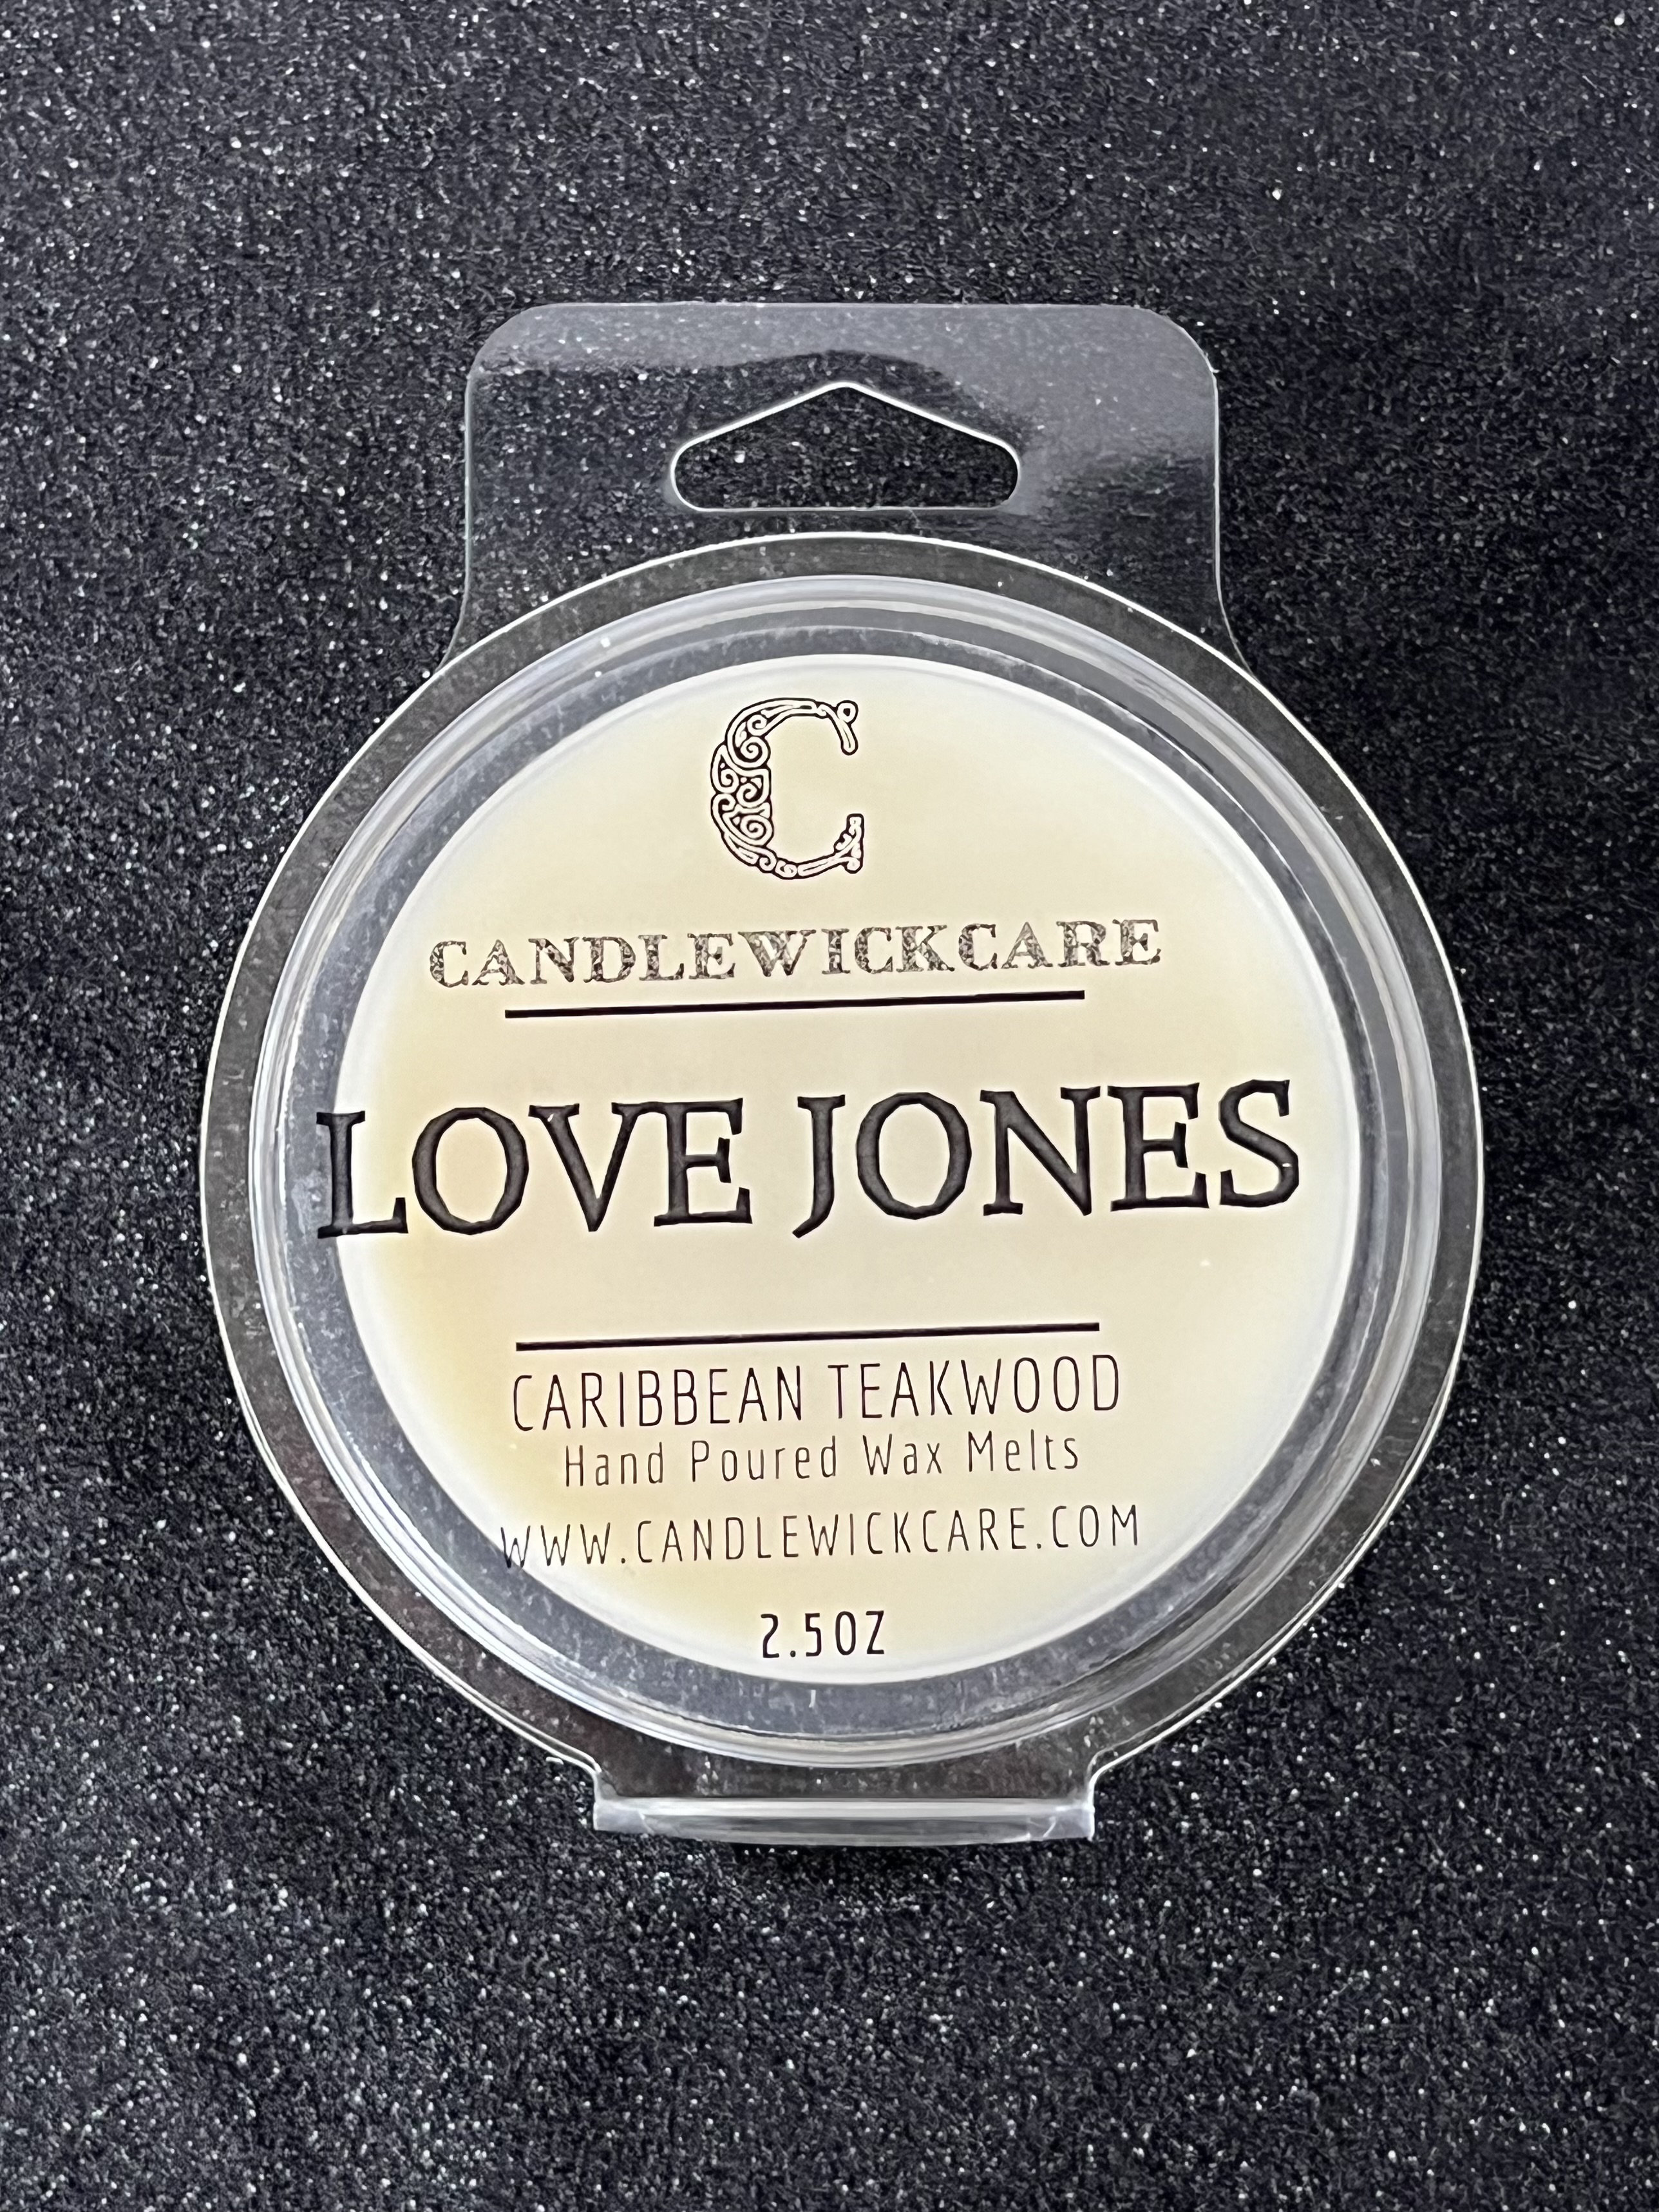 C
CANDLEWICKCARE
LOVE JONES
CARIBBEAN TEAKWOOD
Hand Poured Wax Melts
WWW.CANDLEWICKCARE.COM
2.5OZ